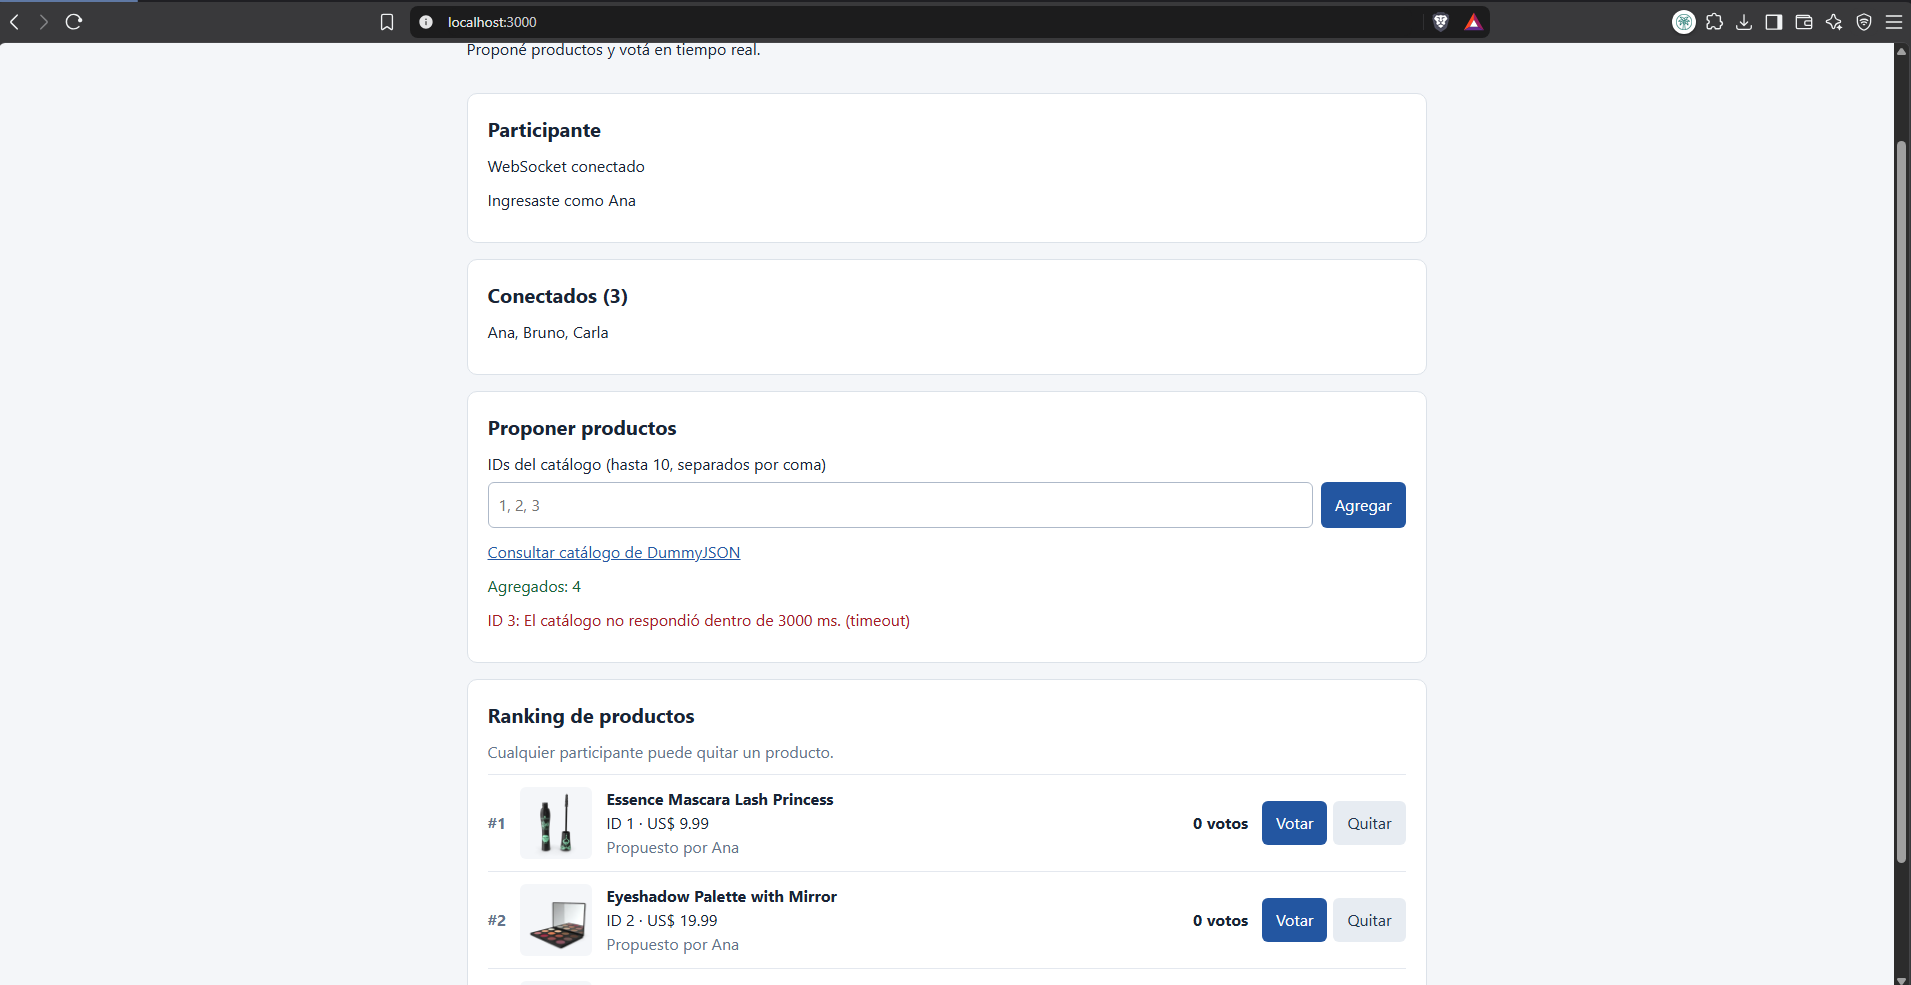 localhost:3000
Proponé productos y votá en tiempo real.
Participante
WebSocket conectado
Ingresaste como Ana
Conectados (3)
Ana, Bruno, Carla
Proponer productos
IDs del catálogo (hasta 10, separados por coma)
1, 2, 3
Agregar
Consultar catálogo de DummyJSON
Agregados: 4
ID 3: El catálogo no respondió dentro de 3000 ms. (timeout)
Ranking de productos
Cualquier participante puede quitar un producto.
#1
Essence Mascara Lash Princess
ID 1 · US$ 9.99
Propuesto por Ana
0 votos
Votar
Quitar
#2
Eyeshadow Palette with Mirror
ID 2 · US$ 19.99
Propuesto por Ana
0 votos
Votar
Quitar